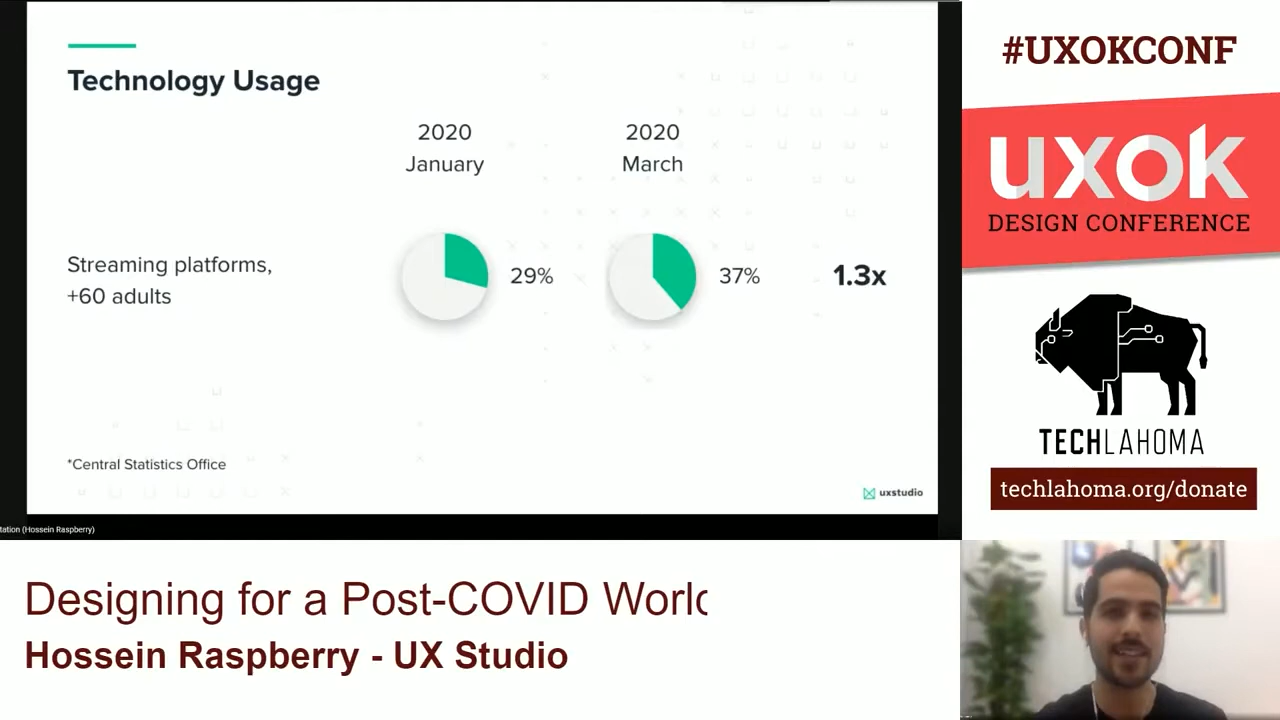 Technology Usage
2020
January
2020
March
Streaming platforms,
+60 adults
29%
37%
1.3x
*Central Statistics Office
uxstudio
tation (Hossein Raspberry)
#UXOKCONF
uxok
DESIGN CONFERENCE
TECHLAHOMA
techlahoma.org/donate
Designing for a Post-COVID Worl
Hossein Raspberry - UX Studio